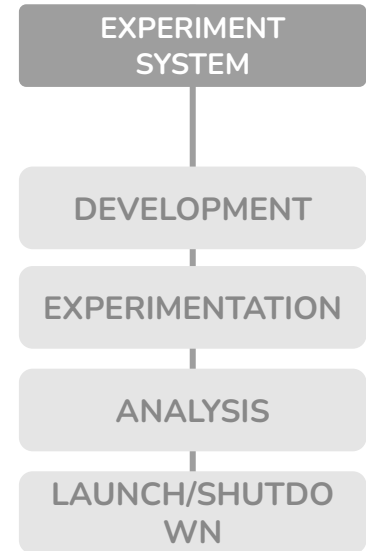 EXPERIMENT
SYSTEM
DEVELOPMENT
EXPERIMENTATION
ANALYSIS
LAUNCH/SHUTDO
WN